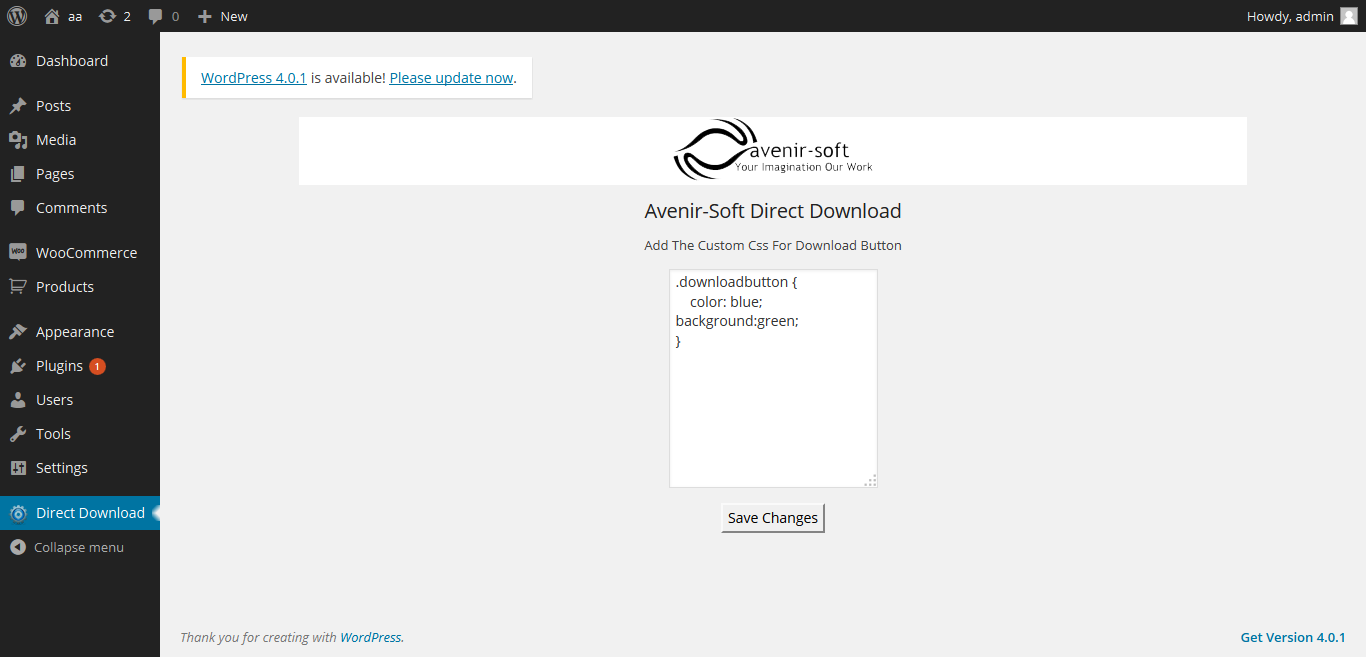 aa 2 0 New Howdy, admin
Dashboard
Posts
Media
Pages
Comments
WooCommerce
Products
Appearance
Plugins 1
Users
Tools
Settings
Direct Download
Collapse menu
WordPress 4.0.1 is available! Please update now.
avenir-soft
Your Imagination Our Work
Avenir-Soft Direct Download
Add The Custom Css For Download Button
.downloadbutton {
color: blue;
background:green;
}
Save Changes
Thank you for creating with WordPress.
Get Version 4.0.1